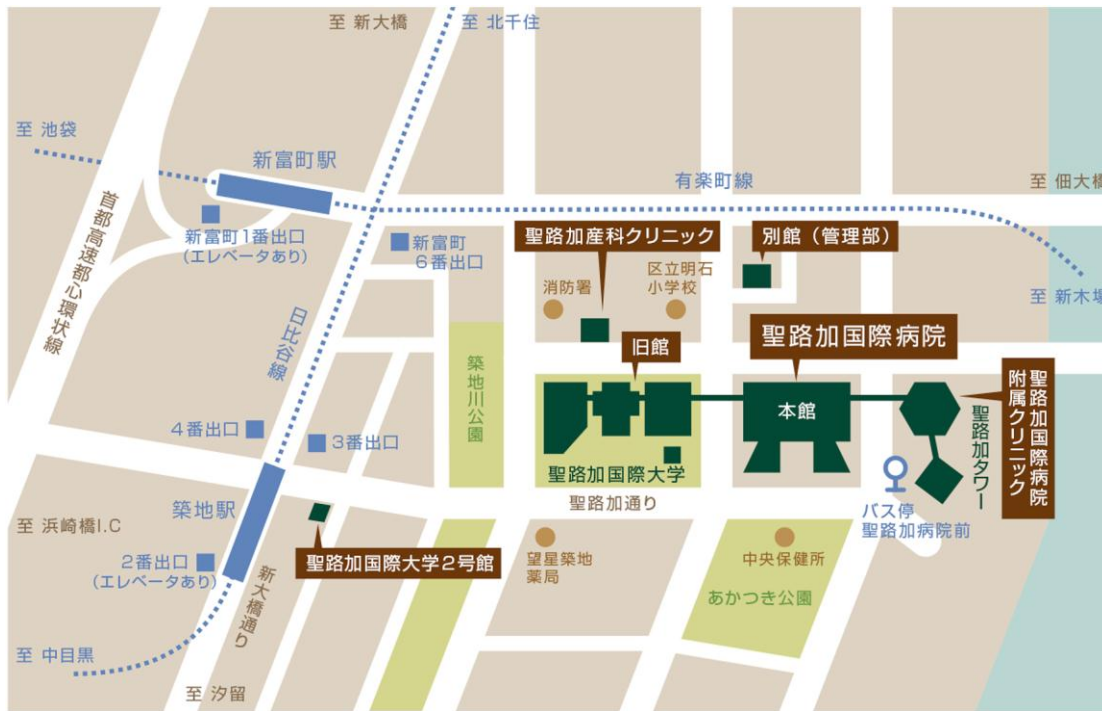 至 新大橋
至 北千住
至 池袋
新富町駅
有楽町線
至 佃大橋
首都高速都心環状線
新富町1番出口
(エレベータあり)
新富町
6番出口
聖路加産科クリニック
別館（管理部）
消防署
区立明石
小学校
至 新木場
日比谷線
旧館
聖路加国際病院
築地川公園
本館
聖路加国際病院
附属クリニック
聖路加タワー
4番出口
3番出口
聖路加国際大学
聖路加通り
バス停
聖路加病院前
築地駅
至 浜崎橋I.C
2番出口
(エレベータあり)
聖路加国際大学2号館
新大橋通り
望星築地
薬局
中央保健所
あかつき公園
至 中目黒
至 汐留